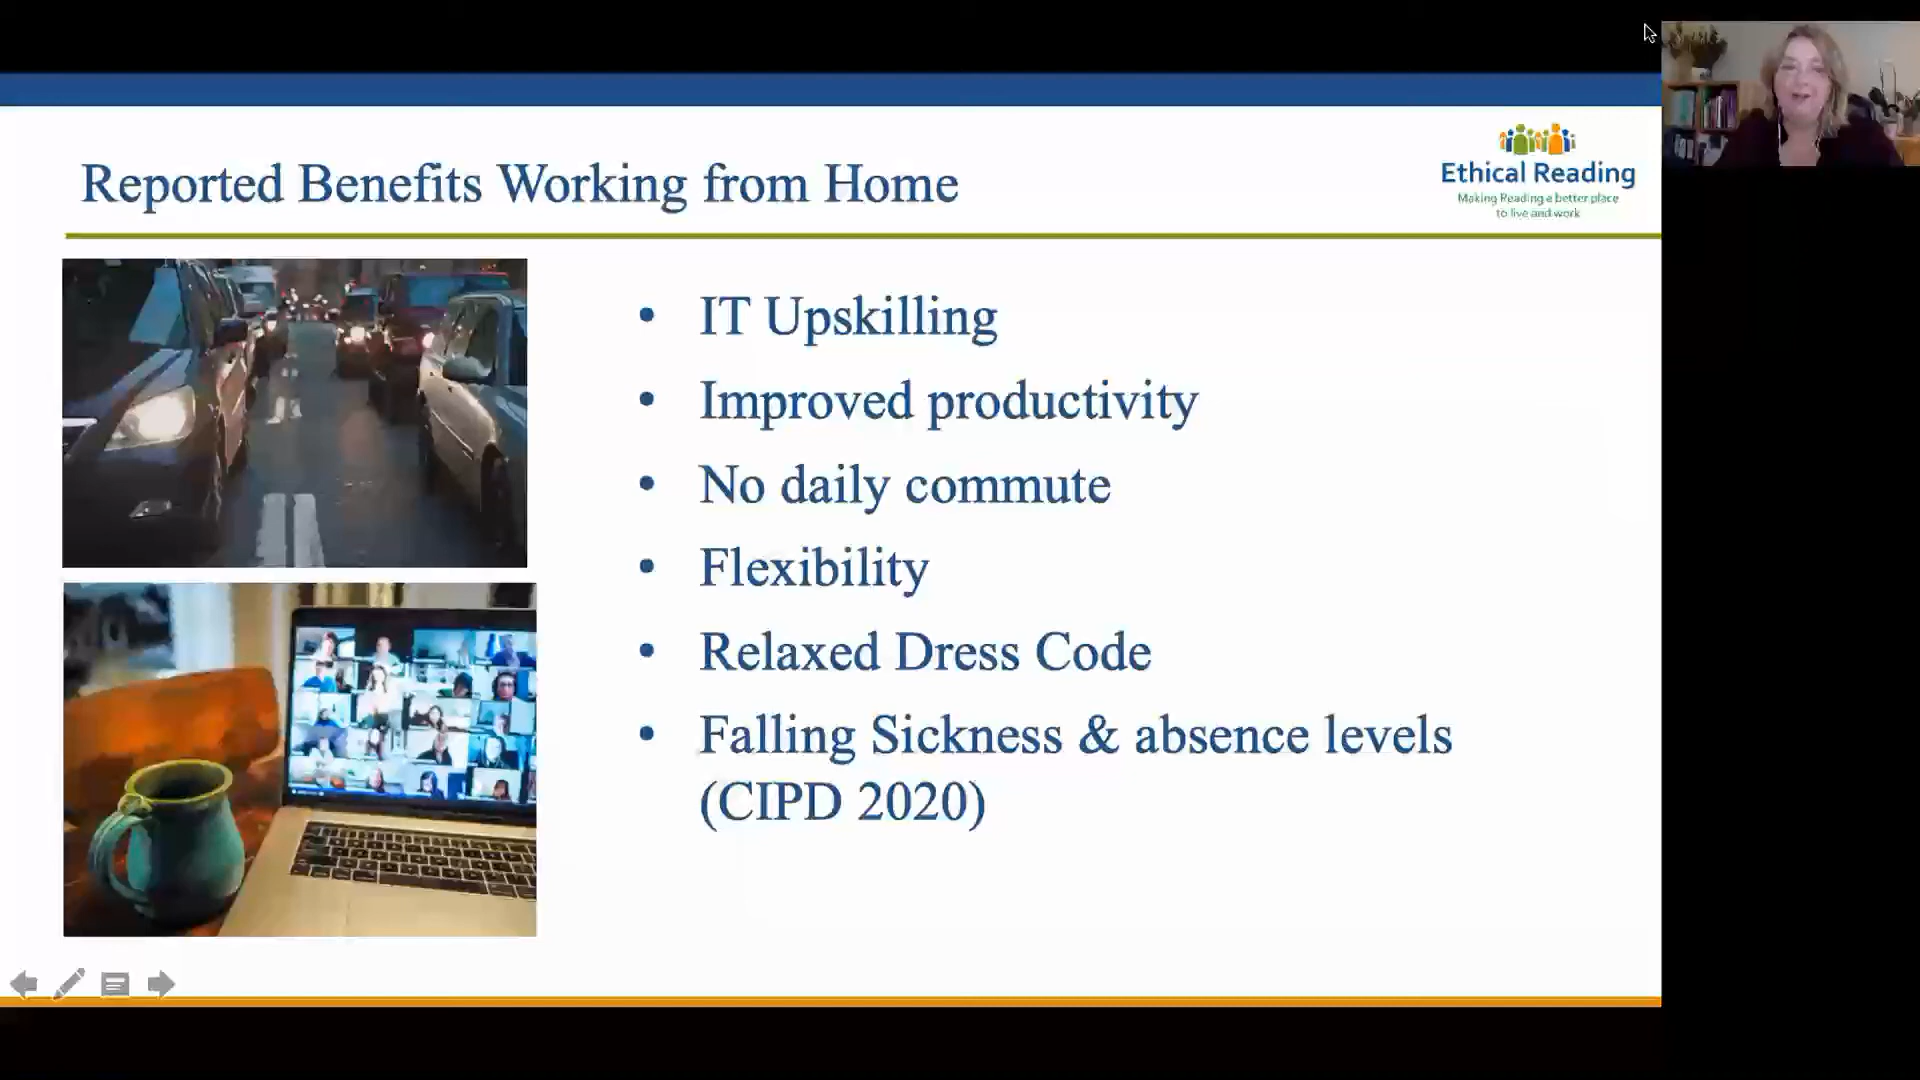 Reported Benefits Working from Home
Ethical Reading
Making Reading a better place
to live and work
• IT Upskilling
• Improved productivity
• No daily commute
• Flexibility
• Relaxed Dress Code
• Falling Sickness & absence levels
(CIPD 2020)